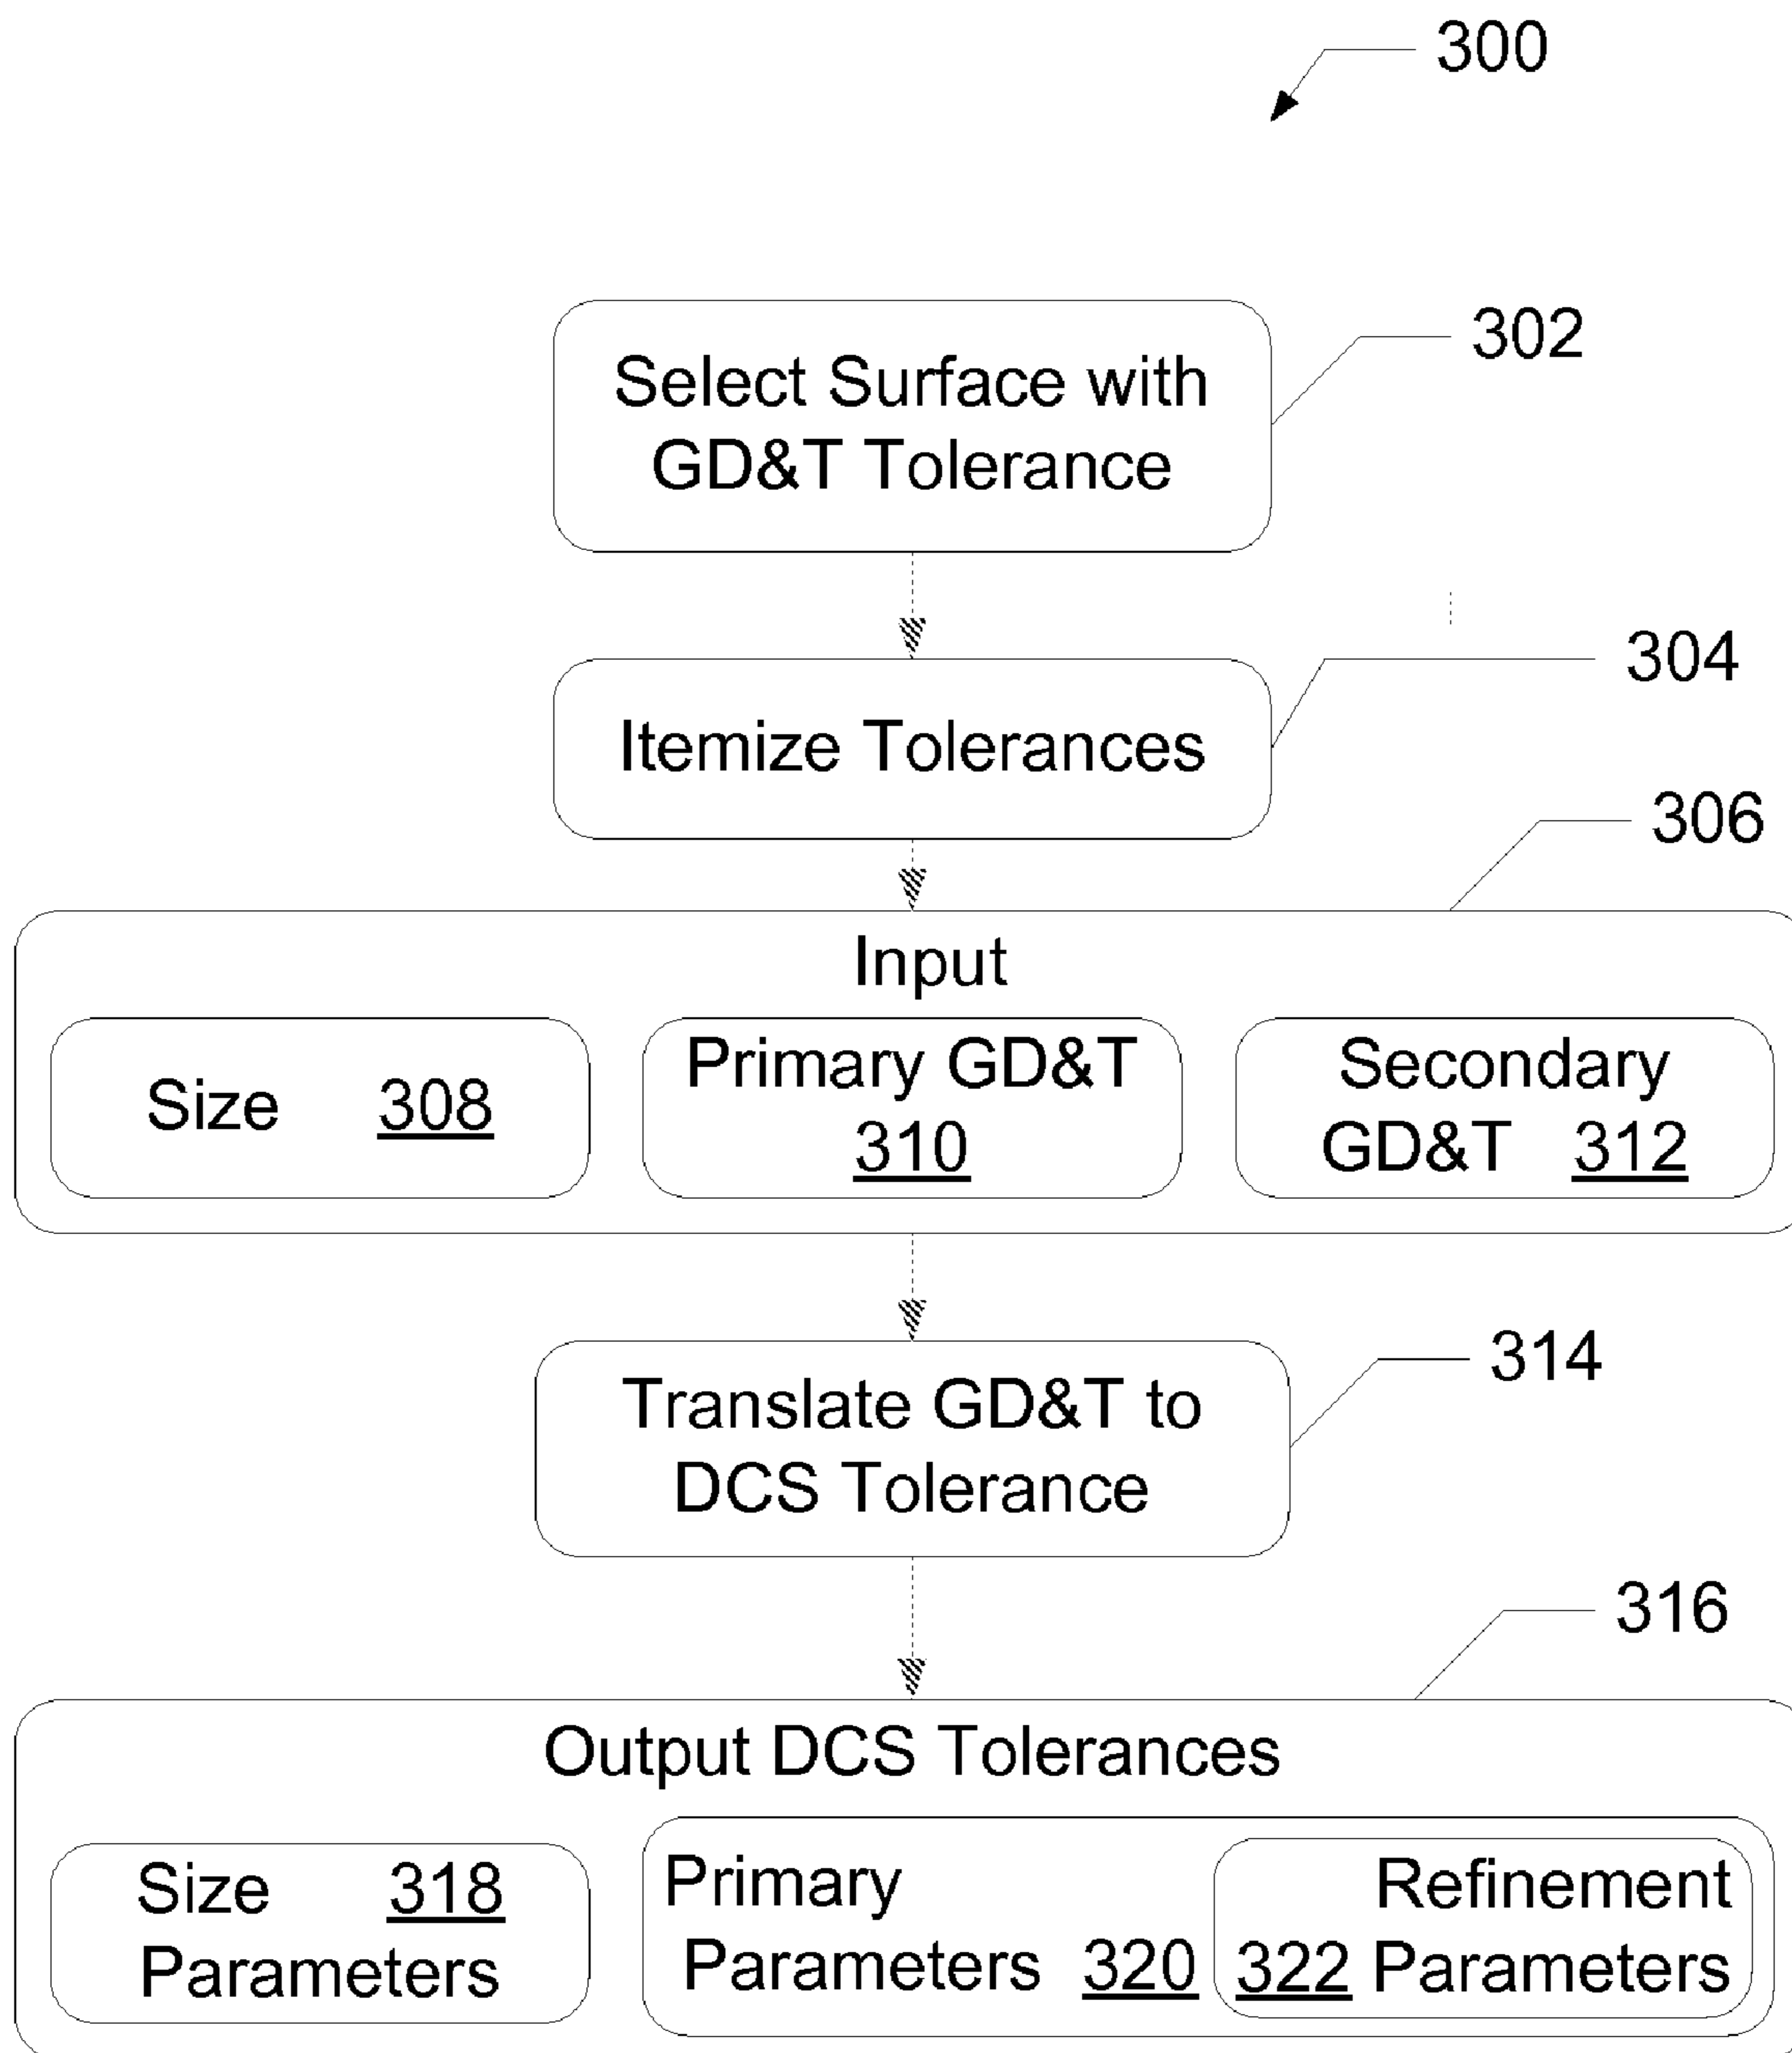 300
302
Select Surface with
GD&T Tolerance
304
Itemize Tolerances
306
Input
Size 308
Primary GD&T
310
Secondary
GD&T 312
314
Translate GD&T to
DCS Tolerance
316
Output DCS Tolerances
Size 318
Parameters
Primary
Parameters 320
Refinement
322 Parameters